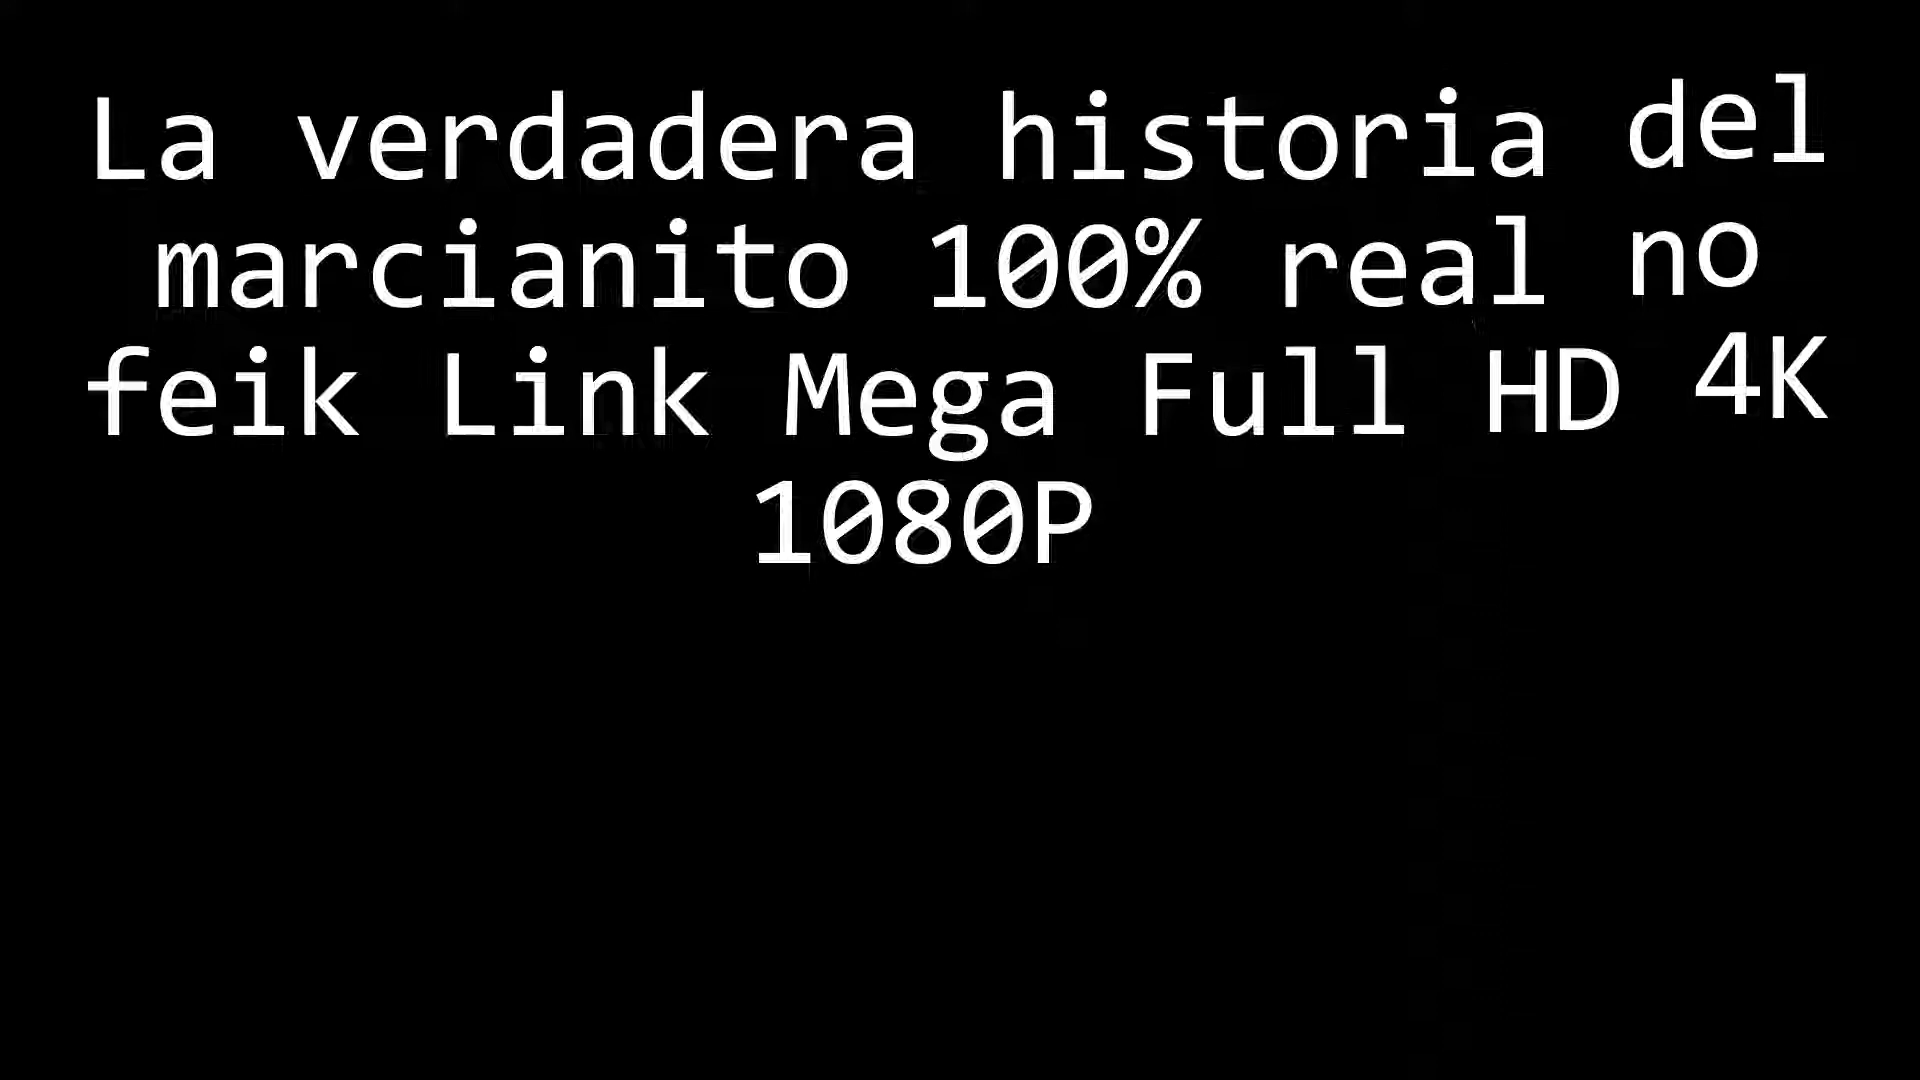 La verdadera historia del
marcianito 100% real no
feik Link Mega Full HD 4K
1080P